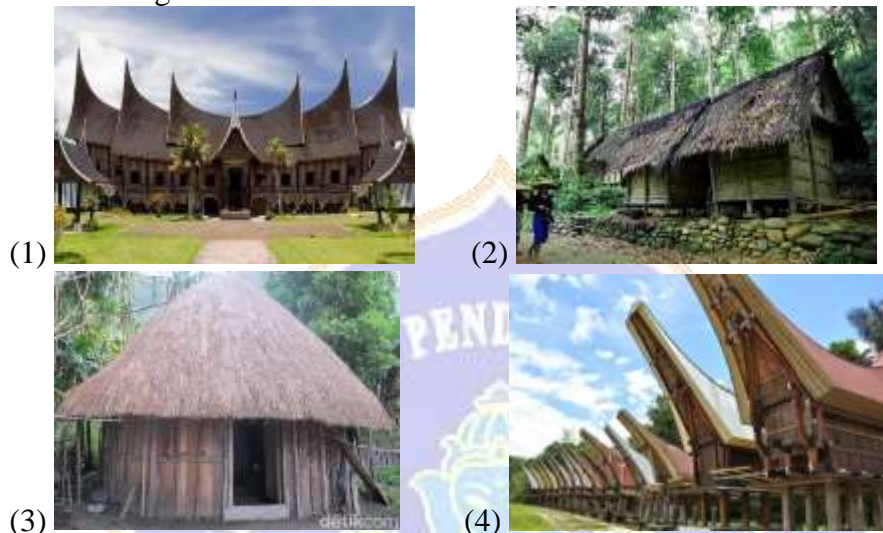 (1)
(2)
PEND
(3)
detikcom
(4)